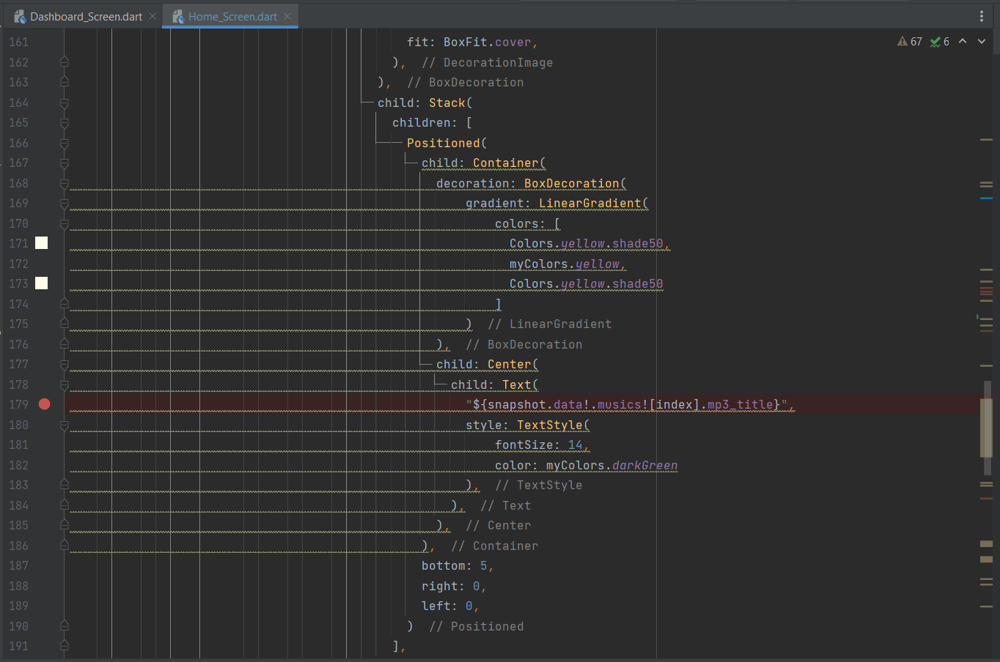 Dashboard_Screen.dart
Home_Screen.dart
67 6
161 fit: BoxFit.cover,
162 ), // DecorationImage
163 ), // BoxDecoration
164 child: Stack(
165 children: [
166 Positioned(
167 child: Container(
168 decoration: BoxDecoration(
169 gradient: LinearGradient(
170 colors: [
171 Colors.yellow.shade50,
172 myColors.yellow,
173 Colors.yellow.shade50
174 ]
175 ) // LinearGradient
176 ), // BoxDecoration
177 child: Center(
178 child: Text(
179 "${snapshot.data!.musics![index].mp3_title}",
180 style: TextStyle(
181 fontSize: 14,
182 color: myColors.darkGreen
183 ), // TextStyle
184 ), // Text
185 ), // Center
186 ), // Container
187 bottom: 5,
188 right: 0,
189 left: 0,
190 ) // Positioned
191 ],